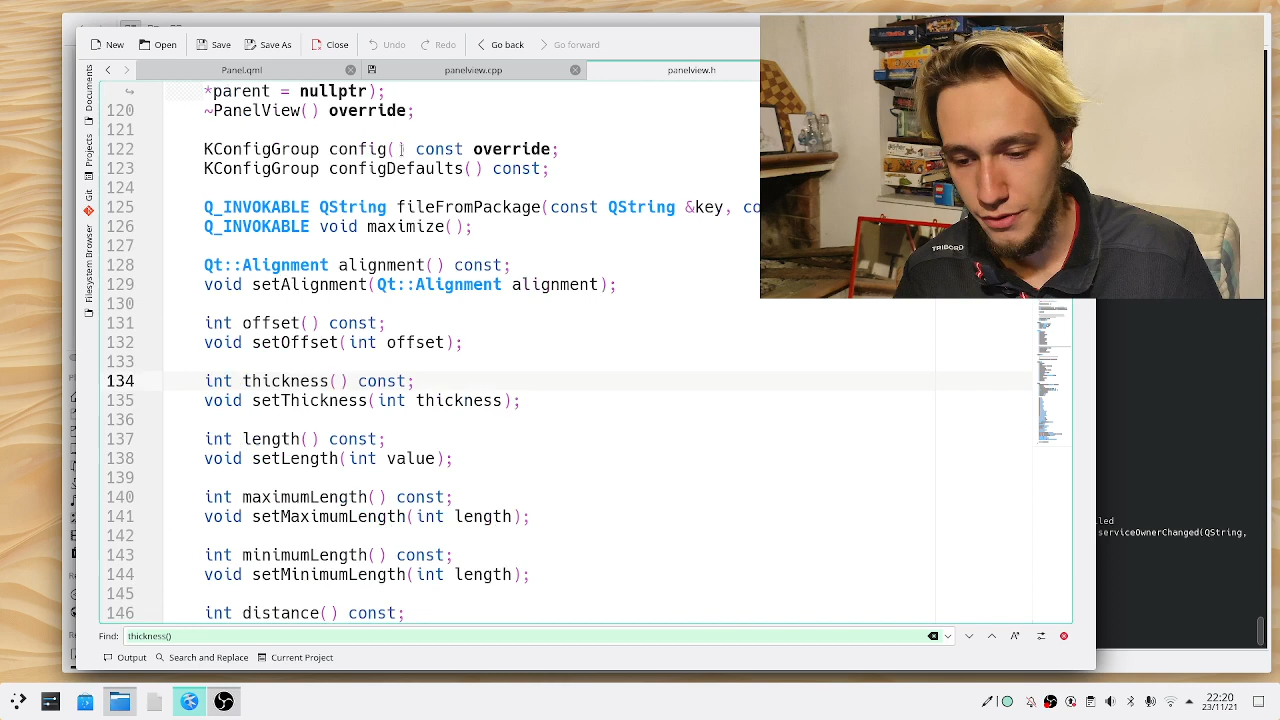 New Open Save As Undo Redo Go back Go forward
Panel.qml panelview.cpp panelview.h
Documents
Projects
Git
Filesystem Browser
parent = nullptr);
120 ~PanelView() override;
121
122 KConfigGroup config() const override;
123 KConfigGroup configDefaults() const;
124
125 Q_INVOKABLE QString fileFromPackage(const QString &key, co
126 Q_INVOKABLE void maximize();
127
128 Qt::Alignment alignment() const;
129 void setAlignment(Qt::Alignment alignment);
130
131 int offset() const;
132 void setOffset(int offset);
133
134 int thickness() const;
135 void setThickness(int thickness);
136
137 int length() const;
138 void setLength(int value);
139
140 int maximumLength() const;
141 void setMaximumLength(int length);
142
143 int minimumLength() const;
144 void setMinimumLength(int length);
145
146 int distance() const;
Find: thickness()
Output Search and Replace Current Project
led
serviceOwnerChanged(QString,
TRIBORD
22:20
23/11/21